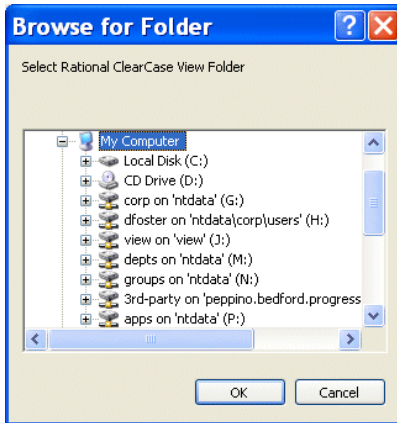 Browse for Folder
Select Rational ClearCase View Folder
My Computer
Local Disk (C:)
CD Drive (D:)
corp on 'ntdata' (G:)
dfoster on 'ntdata\corp\users' (H:)
view on 'view' (J:)
depts on 'ntdata' (M:)
groups on 'ntdata' (N:)
3rd-party on 'peppino.bedford.progress
apps on 'ntdata' (P:)
OK Cancel